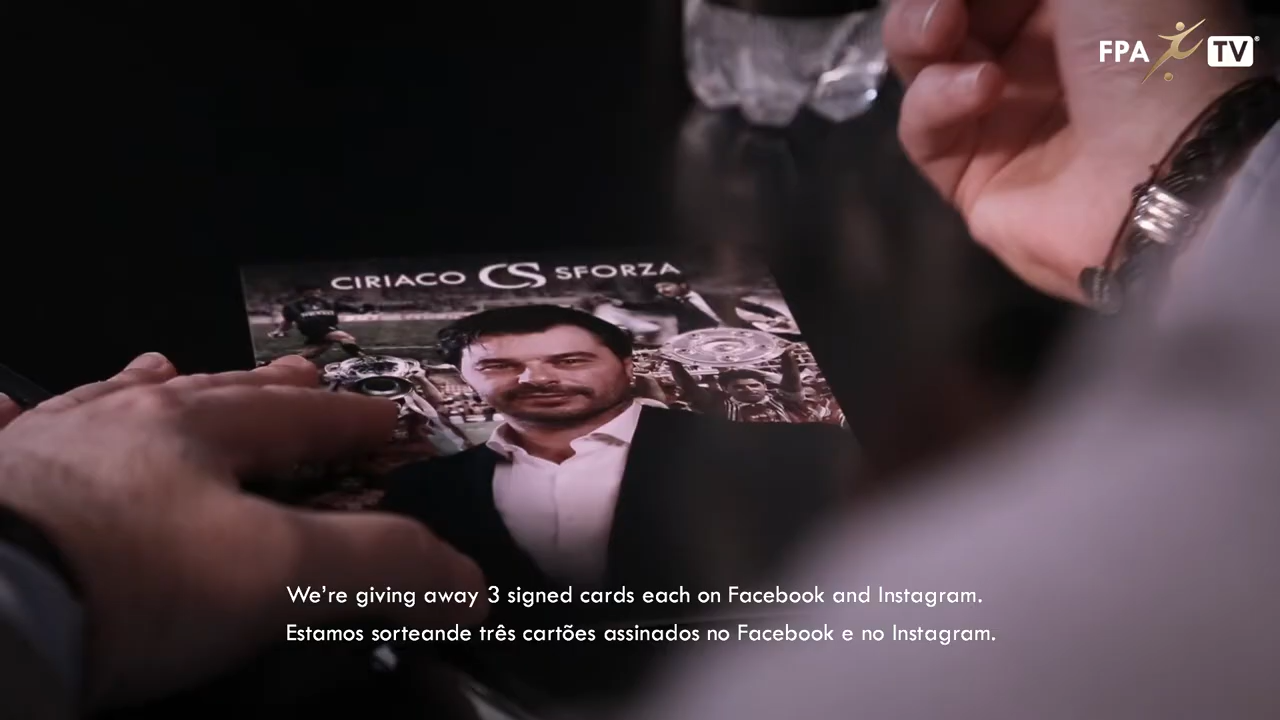 FPA TV
CIRIACO CS SFORZA
We're giving away 3 signed cards each on Facebook and Instagram.
Estamos sorteande três cartões assinados no Facebook e no Instagram.